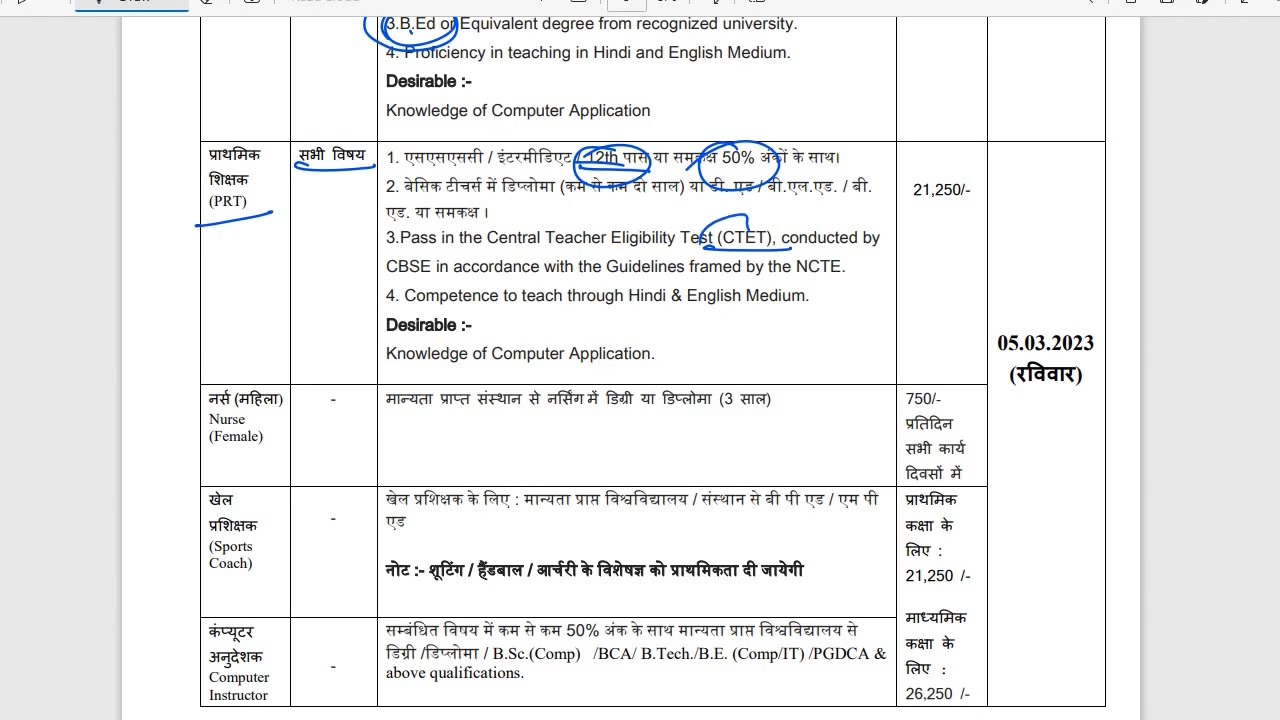 3.B.Ed or Equivalent degree from recognized university.
4. Proficiency in teaching in Hindi and English Medium.
Desirable :-
Knowledge of Computer Application
प्राथमिक
शिक्षक
(PRT)
सभी विषय
1. एसएसएससी / इंटरमीडिएट / 12th पास या समकक्ष 50% अंकों के साथ।
2. बेसिक टीचर्स में डिप्लोमा (कम से कम दो साल) या डी. एड / बी.एल.एड. / बी.
एड. या समकक्ष ।
3.Pass in the Central Teacher Eligibility Test (CTET), conducted by
CBSE in accordance with the Guidelines framed by the NCTE.
4. Competence to teach through Hindi & English Medium.
Desirable :-
Knowledge of Computer Application.
21,250/-
05.03.2023
(रविवार)
नर्स (महिला)
Nurse
(Female)
-
मान्यता प्राप्त संस्थान से नर्सिंग में डिग्री या डिप्लोमा (3 साल)
750/-
प्रतिदिन
सभी कार्य
दिवसों में
खेल
प्रशिक्षक
(Sports
Coach)
-
खेल प्रशिक्षक के लिए : मान्यता प्राप्त विश्वविद्यालय / संस्थान से बी पी एड / एम पी
एड
नोट :- शूटिंग / हैंडबाल / आर्चरी के विशेषज्ञ को प्राथमिकता दी जायेगी
प्राथमिक
कक्षा के
लिए :
21,250 /-
माध्यमिक
कक्षा के
लिए :
26,250 /-
कंप्यूटर
अनुदेशक
Computer
Instructor
-
सम्बंधित विषय में कम से कम 50% अंक के साथ मान्यता प्राप्त विश्वविद्यालय से
डिग्री /डिप्लोमा / B.Sc.(Comp) /BCA/ B.Tech./B.E. (Comp/IT) /PGDCA &
above qualifications.